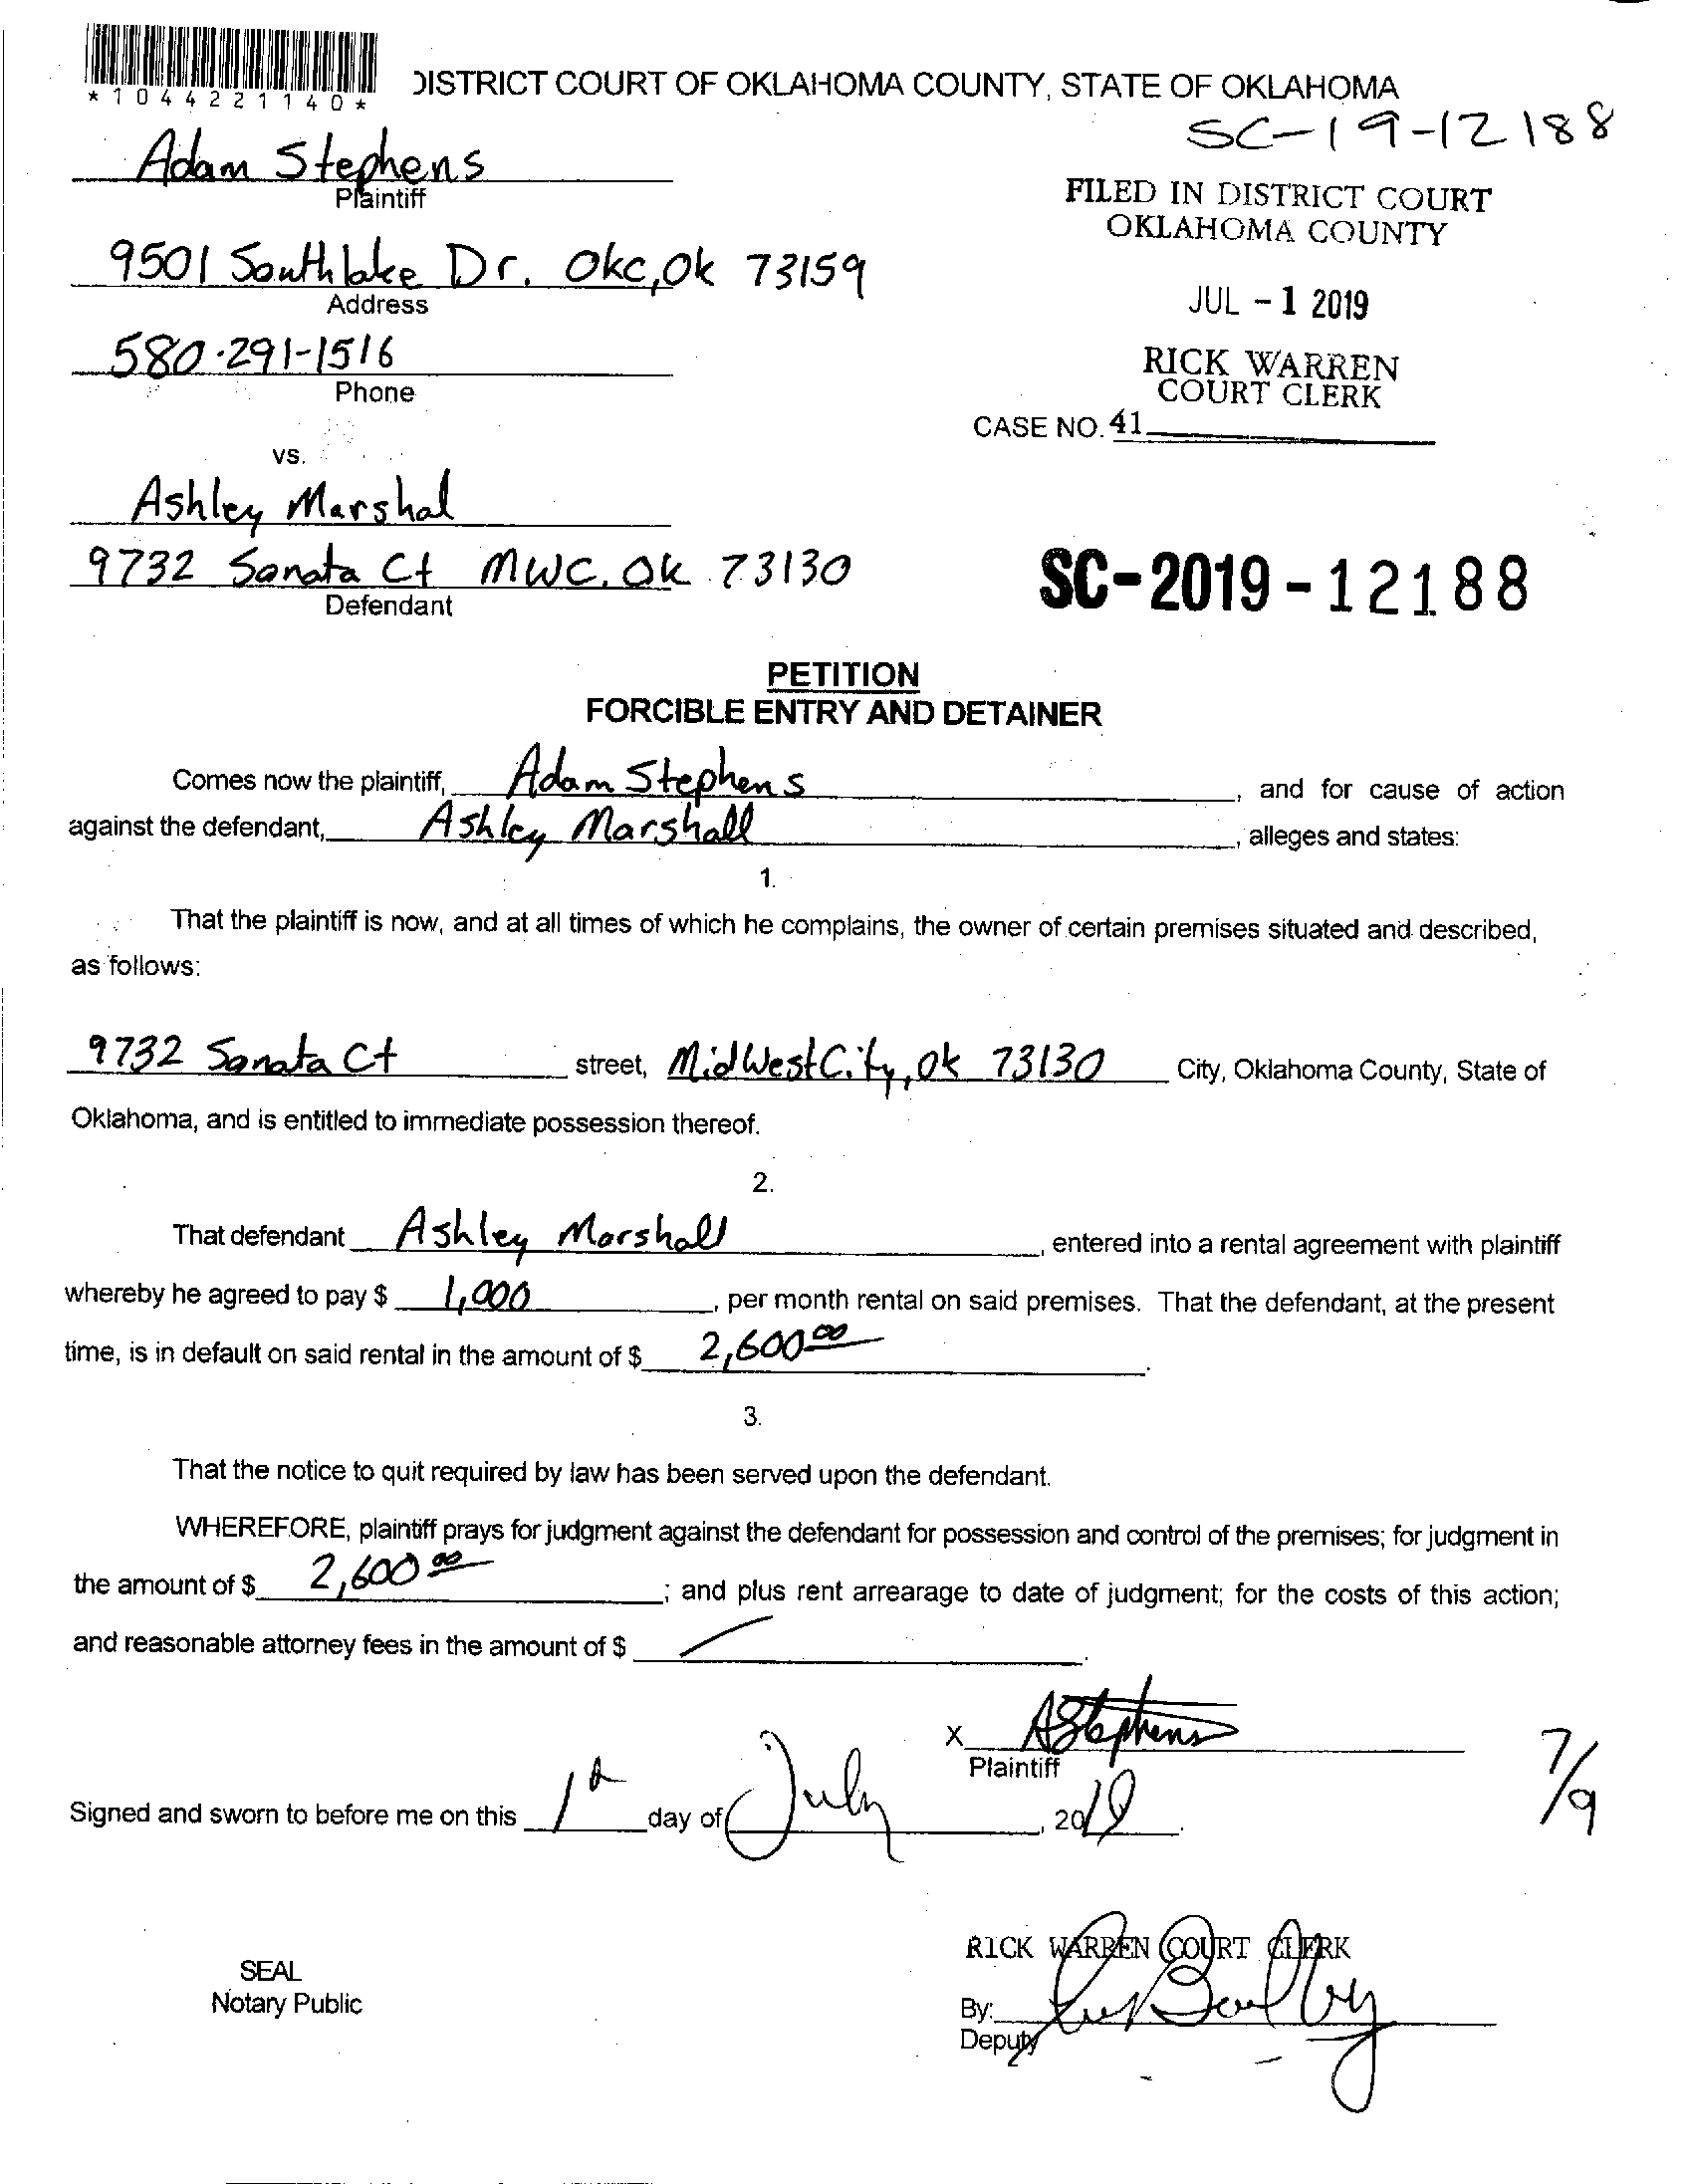 *1044221140*
DISTRICT COURT OF OKLAHOMA COUNTY, STATE OF OKLAHOMA
SC-19-12188
Adam Stephens
Plaintiff
FILED IN DISTRICT COURT
OKLAHOMA COUNTY
9501 Southlake Dr. Okc, Ok 73159
Address
JUL - 1 2019
580-291-1516
Phone
RICK WARREN
COURT CLERK
CASE NO. 41
vs.
Ashley Marshal
9732 Sonata Ct MWC, OK 73130
Defendant
SC-2019-12188
PETITION
FORCIBLE ENTRY AND DETAINER
Comes now the plaintiff, Adam Stephens, and for cause of action
against the defendant, Ashley Marshall, alleges and states:
1.
That the plaintiff is now, and at all times of which he complains, the owner of certain premises situated and described,
as follows:
9732 Sonata Ct street, MidWest City, Ok 73130 City, Oklahoma County, State of
Oklahoma, and is entitled to immediate possession thereof.
2.
That defendant Ashley Marshall, entered into a rental agreement with plaintiff
whereby he agreed to pay $ 1,000, per month rental on said premises. That the defendant, at the present
time, is in default on said rental in the amount of $ 2,600.00.
3.
That the notice to quit required by law has been served upon the defendant.
WHEREFORE, plaintiff prays for judgment against the defendant for possession and control of the premises; for judgment in
the amount of $ 2,600.00; and plus rent arrearage to date of judgment; for the costs of this action;
and reasonable attorney fees in the amount of $
X AStephens
Plaintiff
7/9
Signed and sworn to before me on this 1st day of July, 2019.
RICK WARREN COURT CLERK
SEAL
Notary Public
By:
Deputy